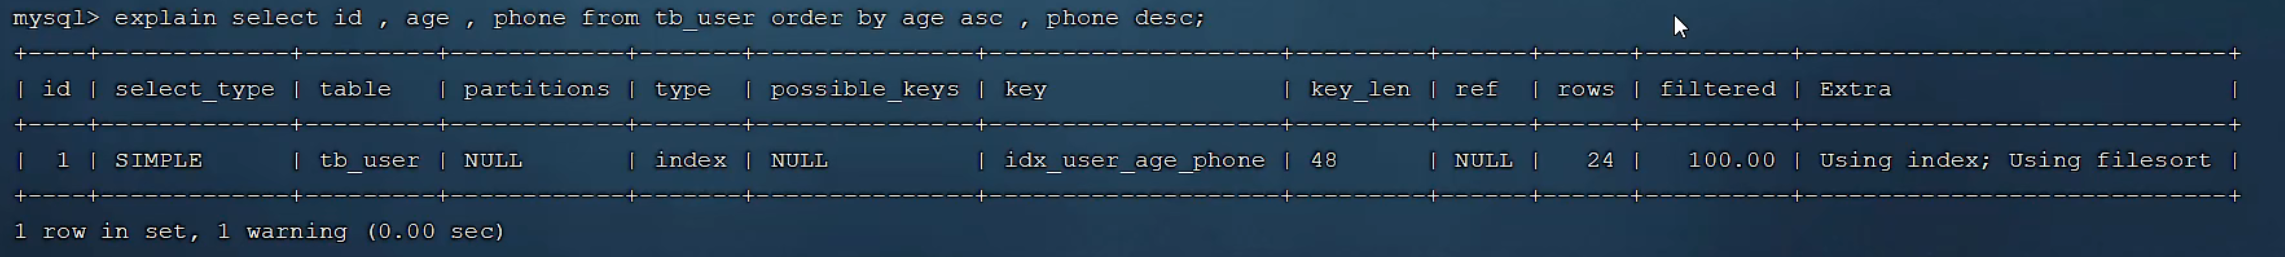 mysql> explain select id , age , phone from tb_user order by age asc , phone desc;
+----+-------------+---------+------------+-------+---------------+--------------------+---------+------+------+----------+-----------------------------+
| id | select_type | table   | partitions | type  | possible_keys | key                | key_len | ref  | rows | filtered | Extra                       |
+----+-------------+---------+------------+-------+---------------+--------------------+---------+------+------+----------+-----------------------------+
|  1 | SIMPLE      | tb_user | NULL       | index | NULL          | idx_user_age_phone | 48      | NULL |   24 |   100.00 | Using index; Using filesort |
+----+-------------+---------+------------+-------+---------------+--------------------+---------+------+------+----------+-----------------------------+
1 row in set, 1 warning (0.00 sec)